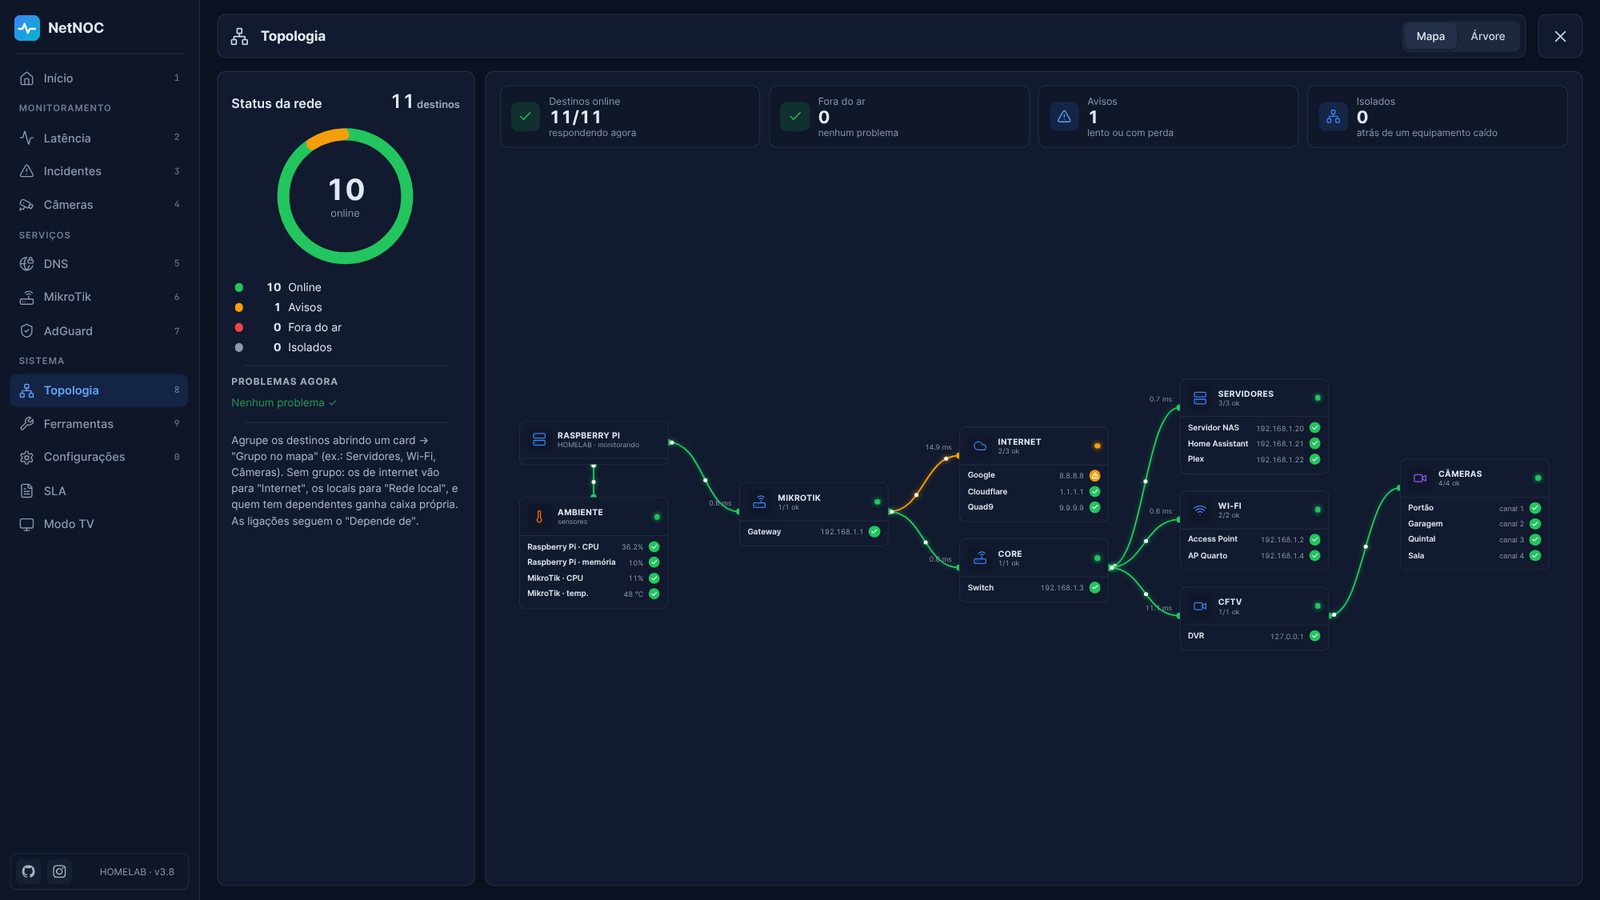 NetNOC
Início 1
MONITORAMENTO
Latência 2
Incidentes 3
Câmeras 4
SERVIÇOS
DNS 5
MikroTik 6
AdGuard 7
SISTEMA
Topologia 8
Ferramentas 9
Configurações 0
SLA
Modo TV
HOMELAB · v3.8
Topologia
Mapa Árvore
Status da rede 11 destinos
10
online
10 Online
1 Avisos
0 Fora do ar
0 Isolados
PROBLEMAS AGORA
Nenhum problema ✓
Agrupe os destinos abrindo um card →
"Grupo no mapa" (ex.: Servidores, Wi-Fi,
Câmeras). Sem grupo: os de internet vão
para "Internet", os locais para "Rede local", e
quem tem dependentes ganha caixa própria.
As ligações seguem o "Depende de".
Destinos online
11/11
respondendo agora
Fora do ar
0
nenhum problema
Avisos
1
lento ou com perda
Isolados
0
atrás de um equipamento caído
RASPBERRY PI
HOMELAB · monitorando
AMBIENTE
sensores
Raspberry Pi · CPU 36.2%
Raspberry Pi · memória 10%
MikroTik · CPU 11%
MikroTik · temp. 48 °C
MIKROTIK
1/1 ok
Gateway 192.168.1.1
14.9 ms
INTERNET
2/3 ok
Google 8.8.8.8
Cloudflare 1.1.1.1
Quad9 9.9.9.9
CORE
1/1 ok
Switch 192.168.1.3
0.7 ms
SERVIDORES
3/3 ok
Servidor NAS 192.168.1.20
Home Assistant 192.168.1.21
Plex 192.168.1.22
0.6 ms
WI-FI
2/2 ok
Access Point 192.168.1.2
AP Quarto 192.168.1.4
CFTV
1/1 ok
DVR 127.0.0.1
CÂMERAS
4/4 ok
Portão canal 1
Garagem canal 2
Quintal canal 3
Sala canal 4